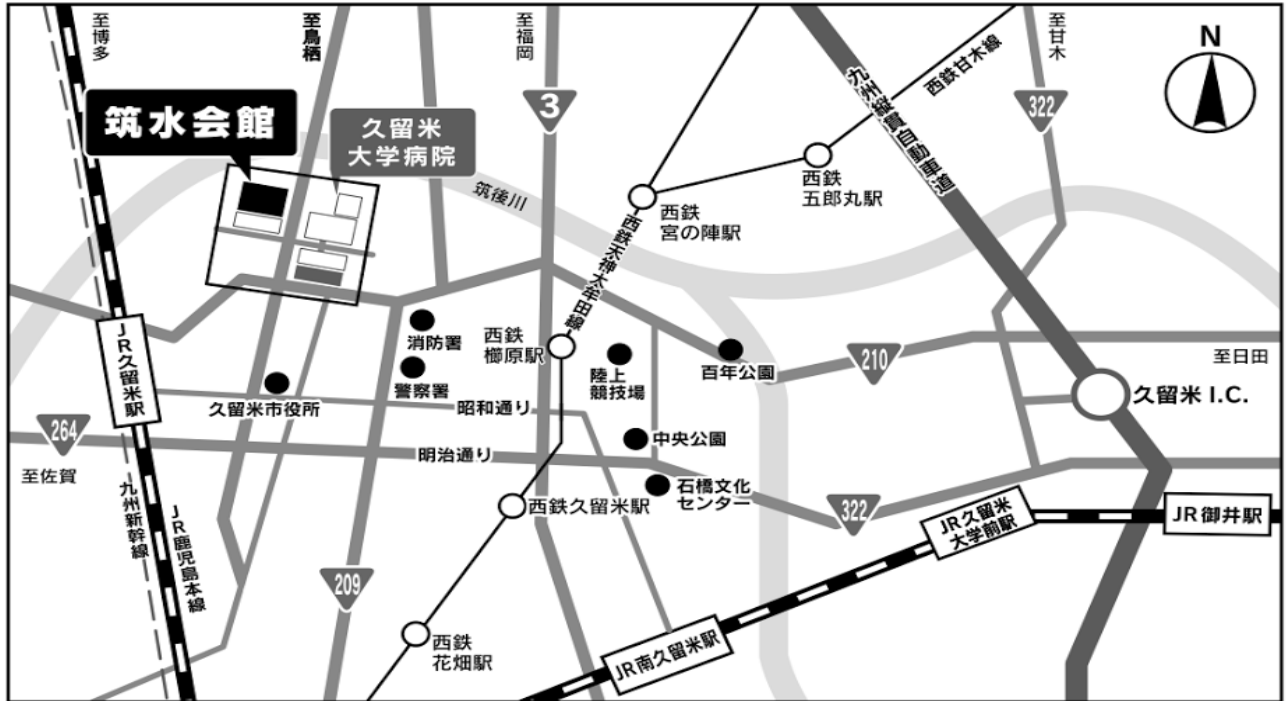 至博多
至鳥栖
至福岡
至甘木
N
筑水会館
久留米
大学病院
3
九州縦貫自動車道
西鉄甘木線
322
筑後川
西鉄
五郎丸駅
西鉄
宮の陣駅
西鉄天神大牟田線
消防署
西鉄
櫛原駅
JR久留米駅
警察署
陸上
競技場
百年公園
210
至日田
久留米市役所
昭和通り
久留米 I.C.
264
中央公園
明治通り
至佐賀
石橋文化
センター
西鉄久留米駅
九州新幹線
JR鹿児島本線
322
JR久留米
大学前駅
JR御井駅
209
西鉄
花畑駅
JR南久留米駅